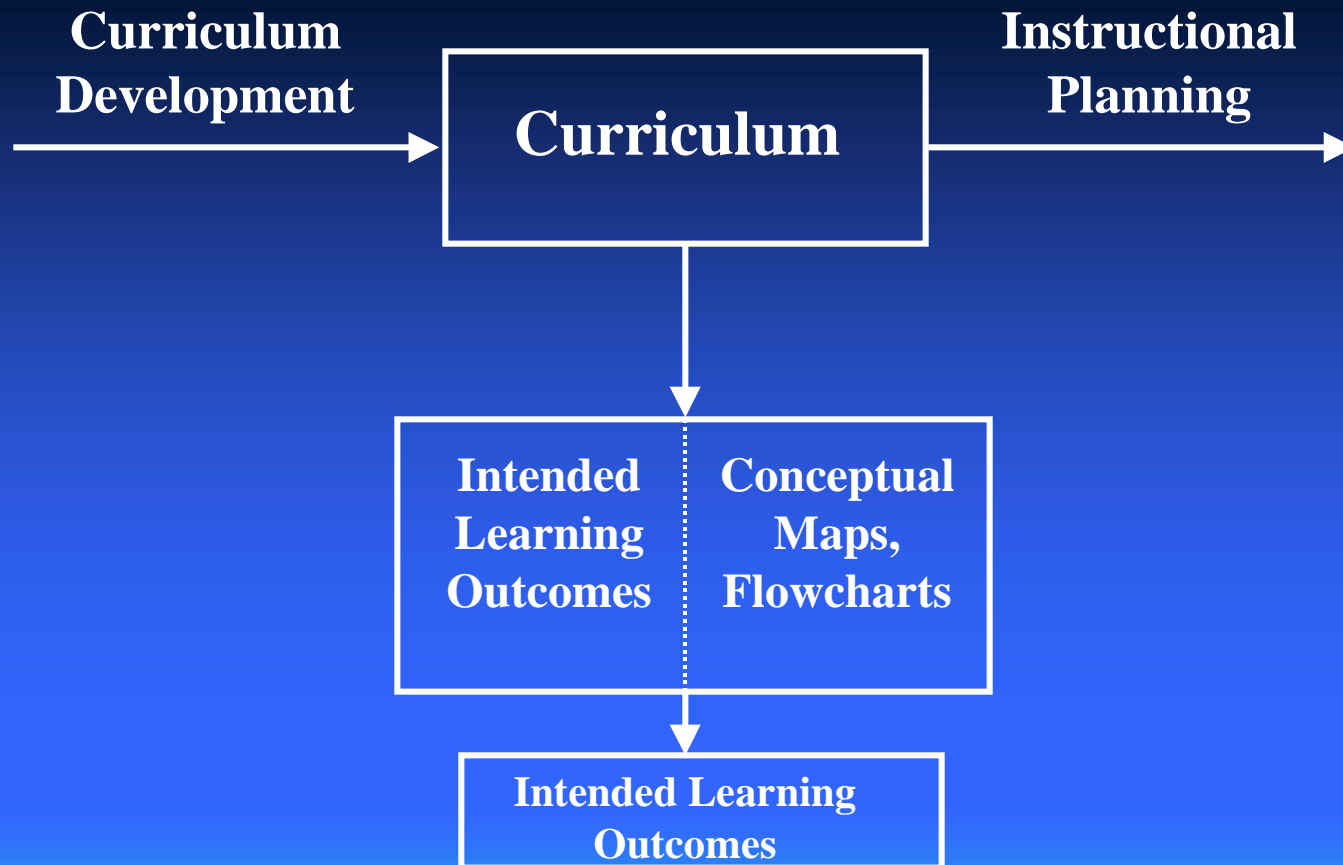 Curriculum
Development
Curriculum
Instructional
Planning
Intended
Learning
Outcomes
Conceptual
Maps,
Flowcharts
Intended Learning
Outcomes